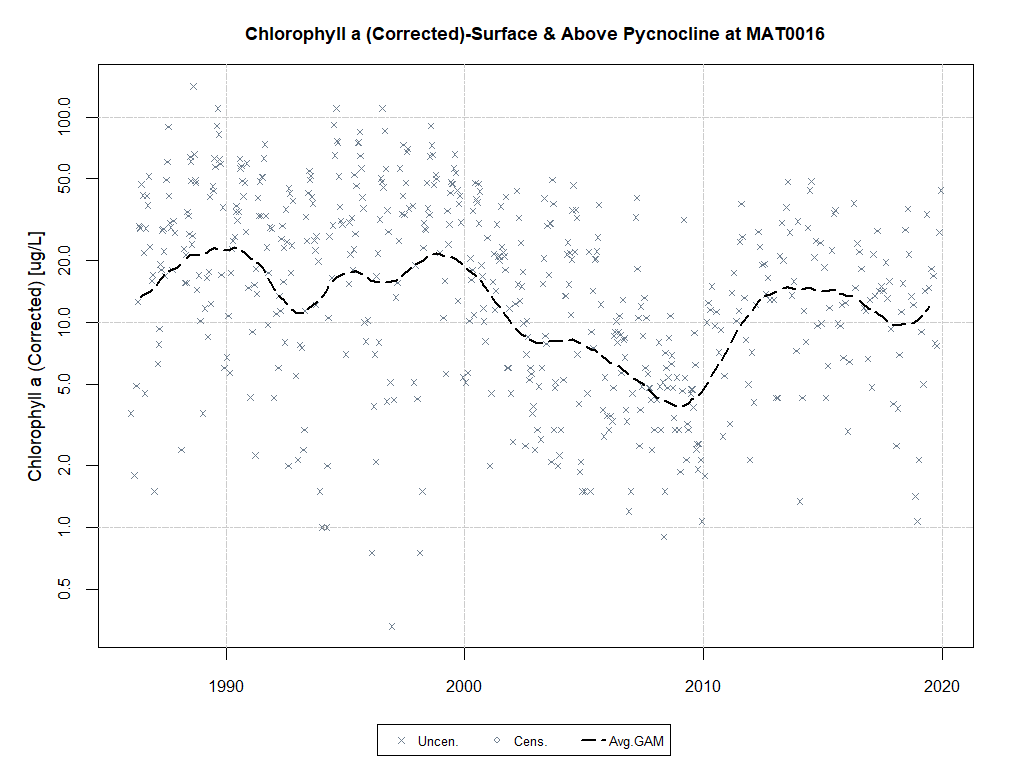 Chlorophyll a (Corrected)-Surface & Above Pycnocline at MAT0016
Chlorophyll a (Corrected) [ug/L]
100.0
50.0
20.0
10.0
5.0
2.0
1.0
0.5
1990 2000 2010 2020
Uncen. Cens. Avg.GAM